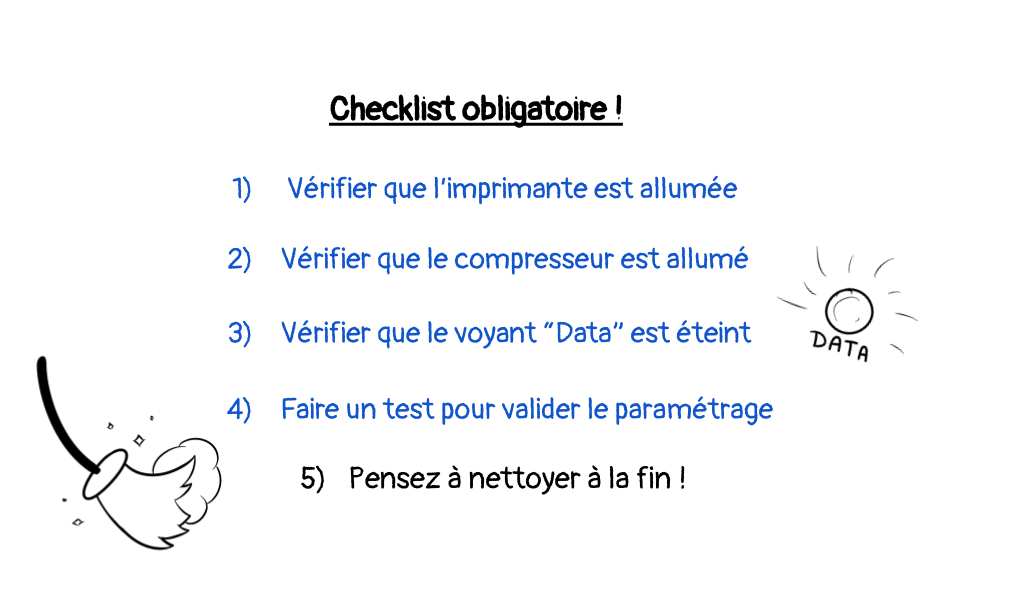 Checklist obligatoire !
1) Vérifier que l'imprimante est allumée
2) Vérifier que le compresseur est allumé
3) Vérifier que le voyant “Data” est éteint
DATA
4) Faire un test pour valider le paramétrage
5) Pensez à nettoyer à la fin !